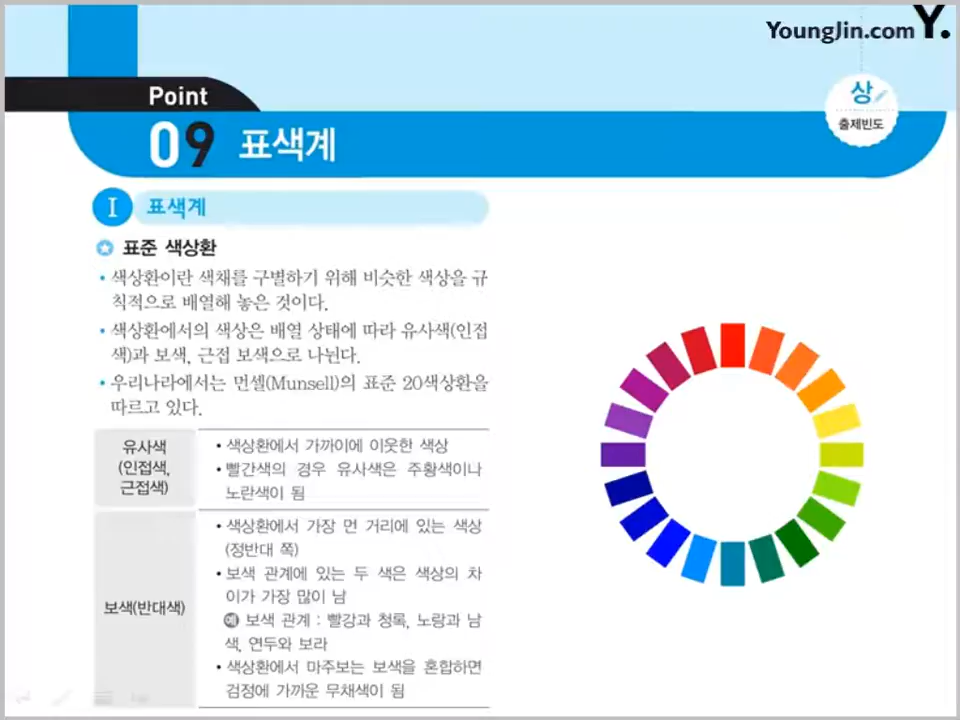 YoungJin.com Y.
Point
상
출제빈도
09 표색계
I 표색계
표준 색상환
• 색상환이란 색채를 구별하기 위해 비슷한 색상을 규
칙적으로 배열해 놓은 것이다.
• 색상환에서의 색상은 배열 상태에 따라 유사색(인접
색)과 보색, 근접 보색으로 나뉜다.
• 우리나라에서는 먼셀(Munsell)의 표준 20색상환을
따르고 있다.
유사색
(인접색,
근접색)
• 색상환에서 가까이에 이웃한 색상
• 빨간색의 경우 유사색은 주황색이나
노란색이 됨
보색(반대색)
• 색상환에서 가장 먼 거리에 있는 색상
(정반대 쪽)
• 보색 관계에 있는 두 색은 색상의 차
이가 가장 많이 남
예 보색 관계 : 빨강과 청록, 노랑과 남
색, 연두와 보라
• 색상환에서 마주보는 보색을 혼합하면
검정에 가까운 무채색이 됨